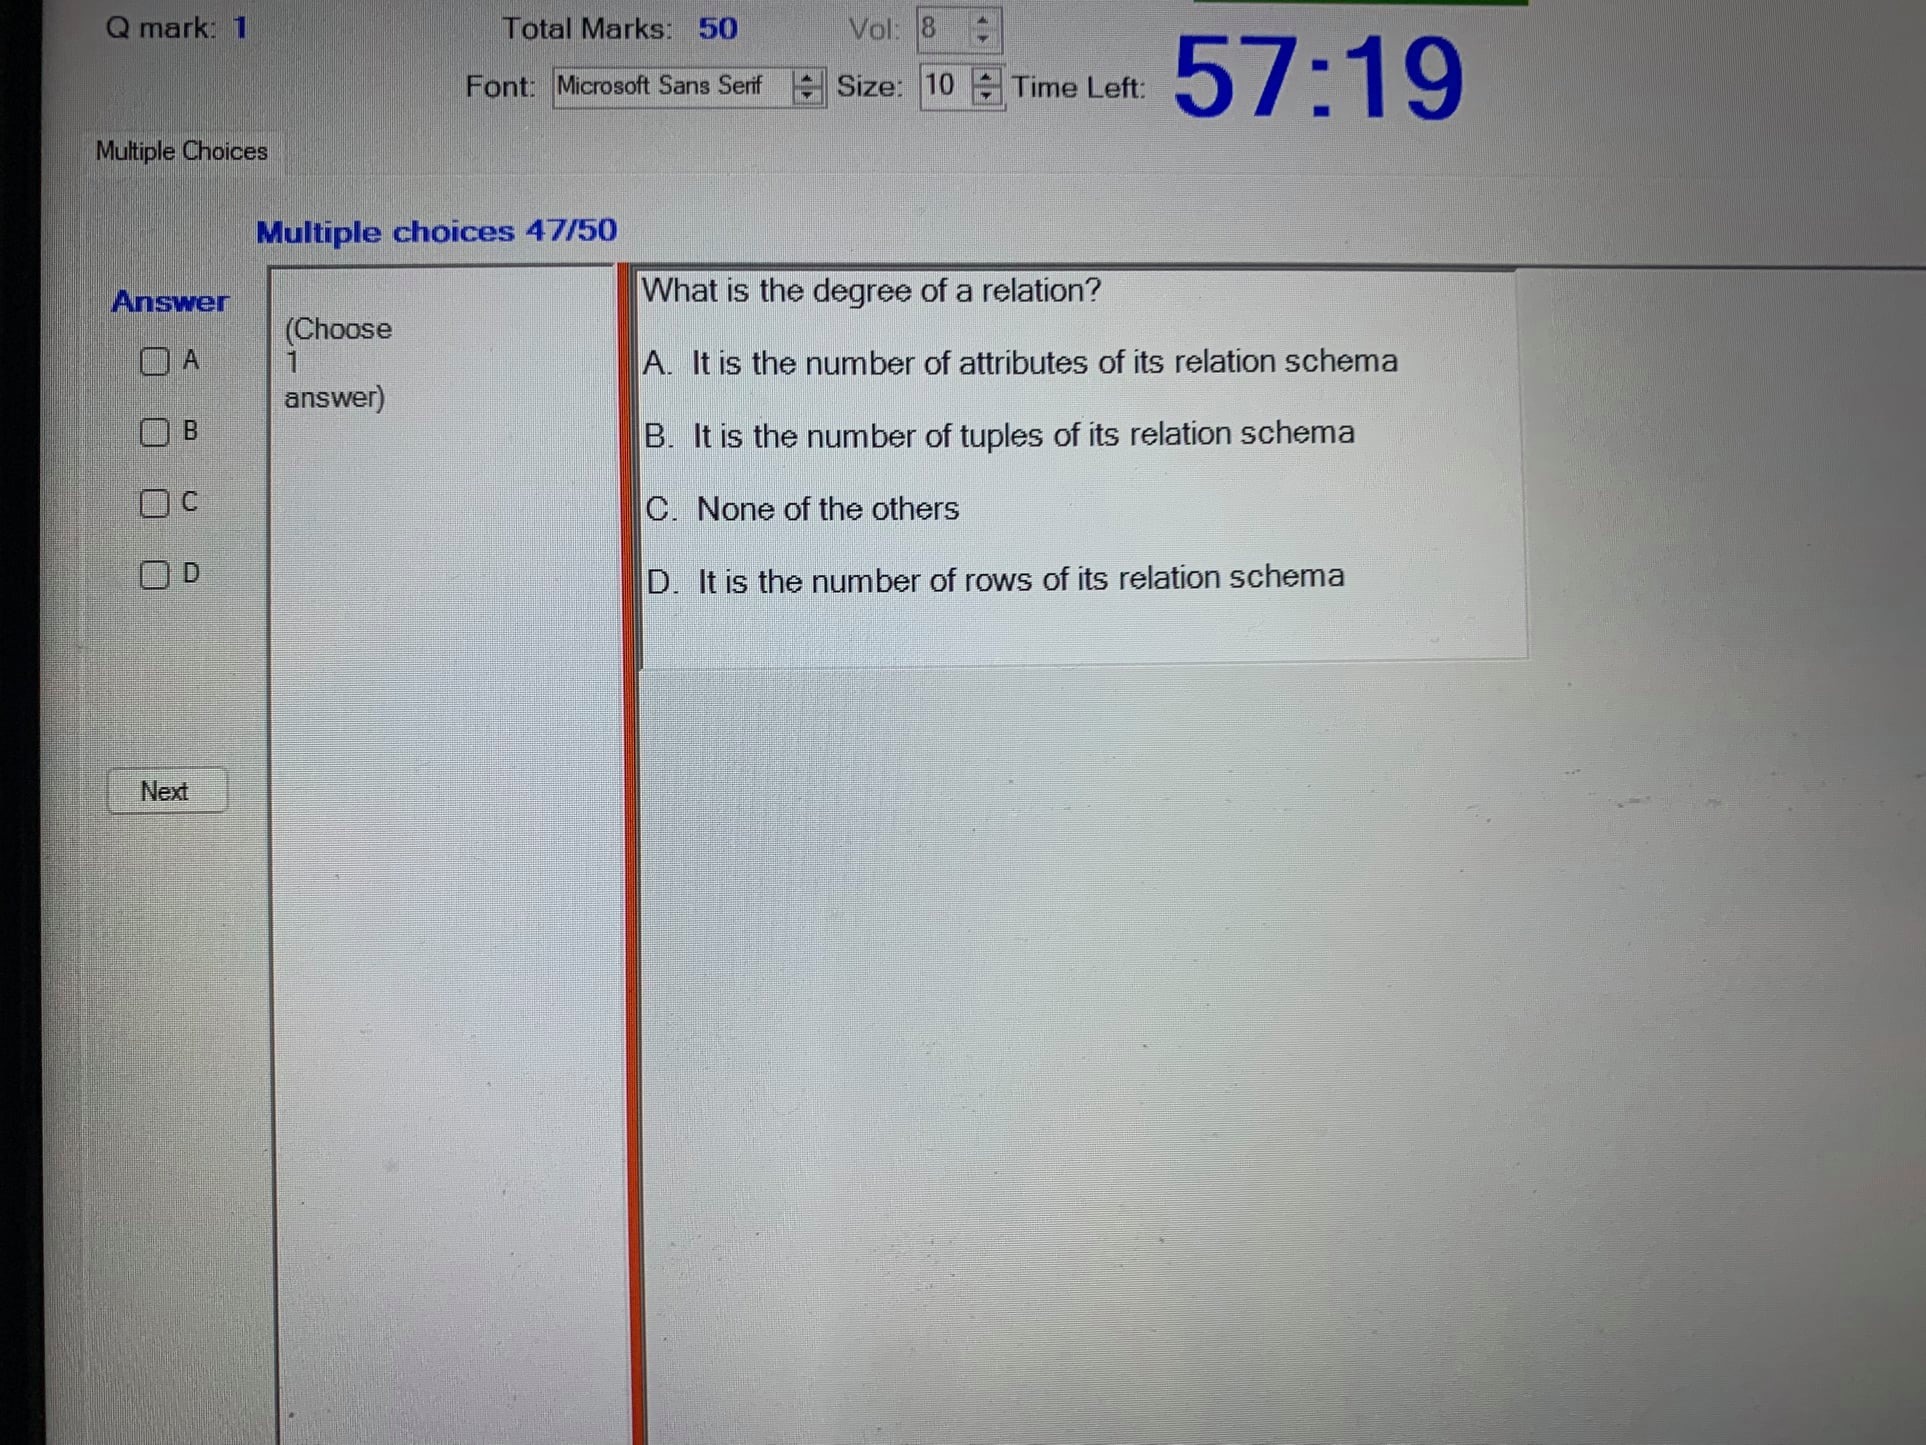 Q mark: 1 Total Marks: 50 Vol: 8
Font: Microsoft Sans Serif Size: 10 Time Left: 57:19
Multiple Choices
Multiple choices 47/50
Answer
A
B
C
D
Next
(Choose
1
answer)
What is the degree of a relation?
A. It is the number of attributes of its relation schema
B. It is the number of tuples of its relation schema
C. None of the others
D. It is the number of rows of its relation schema